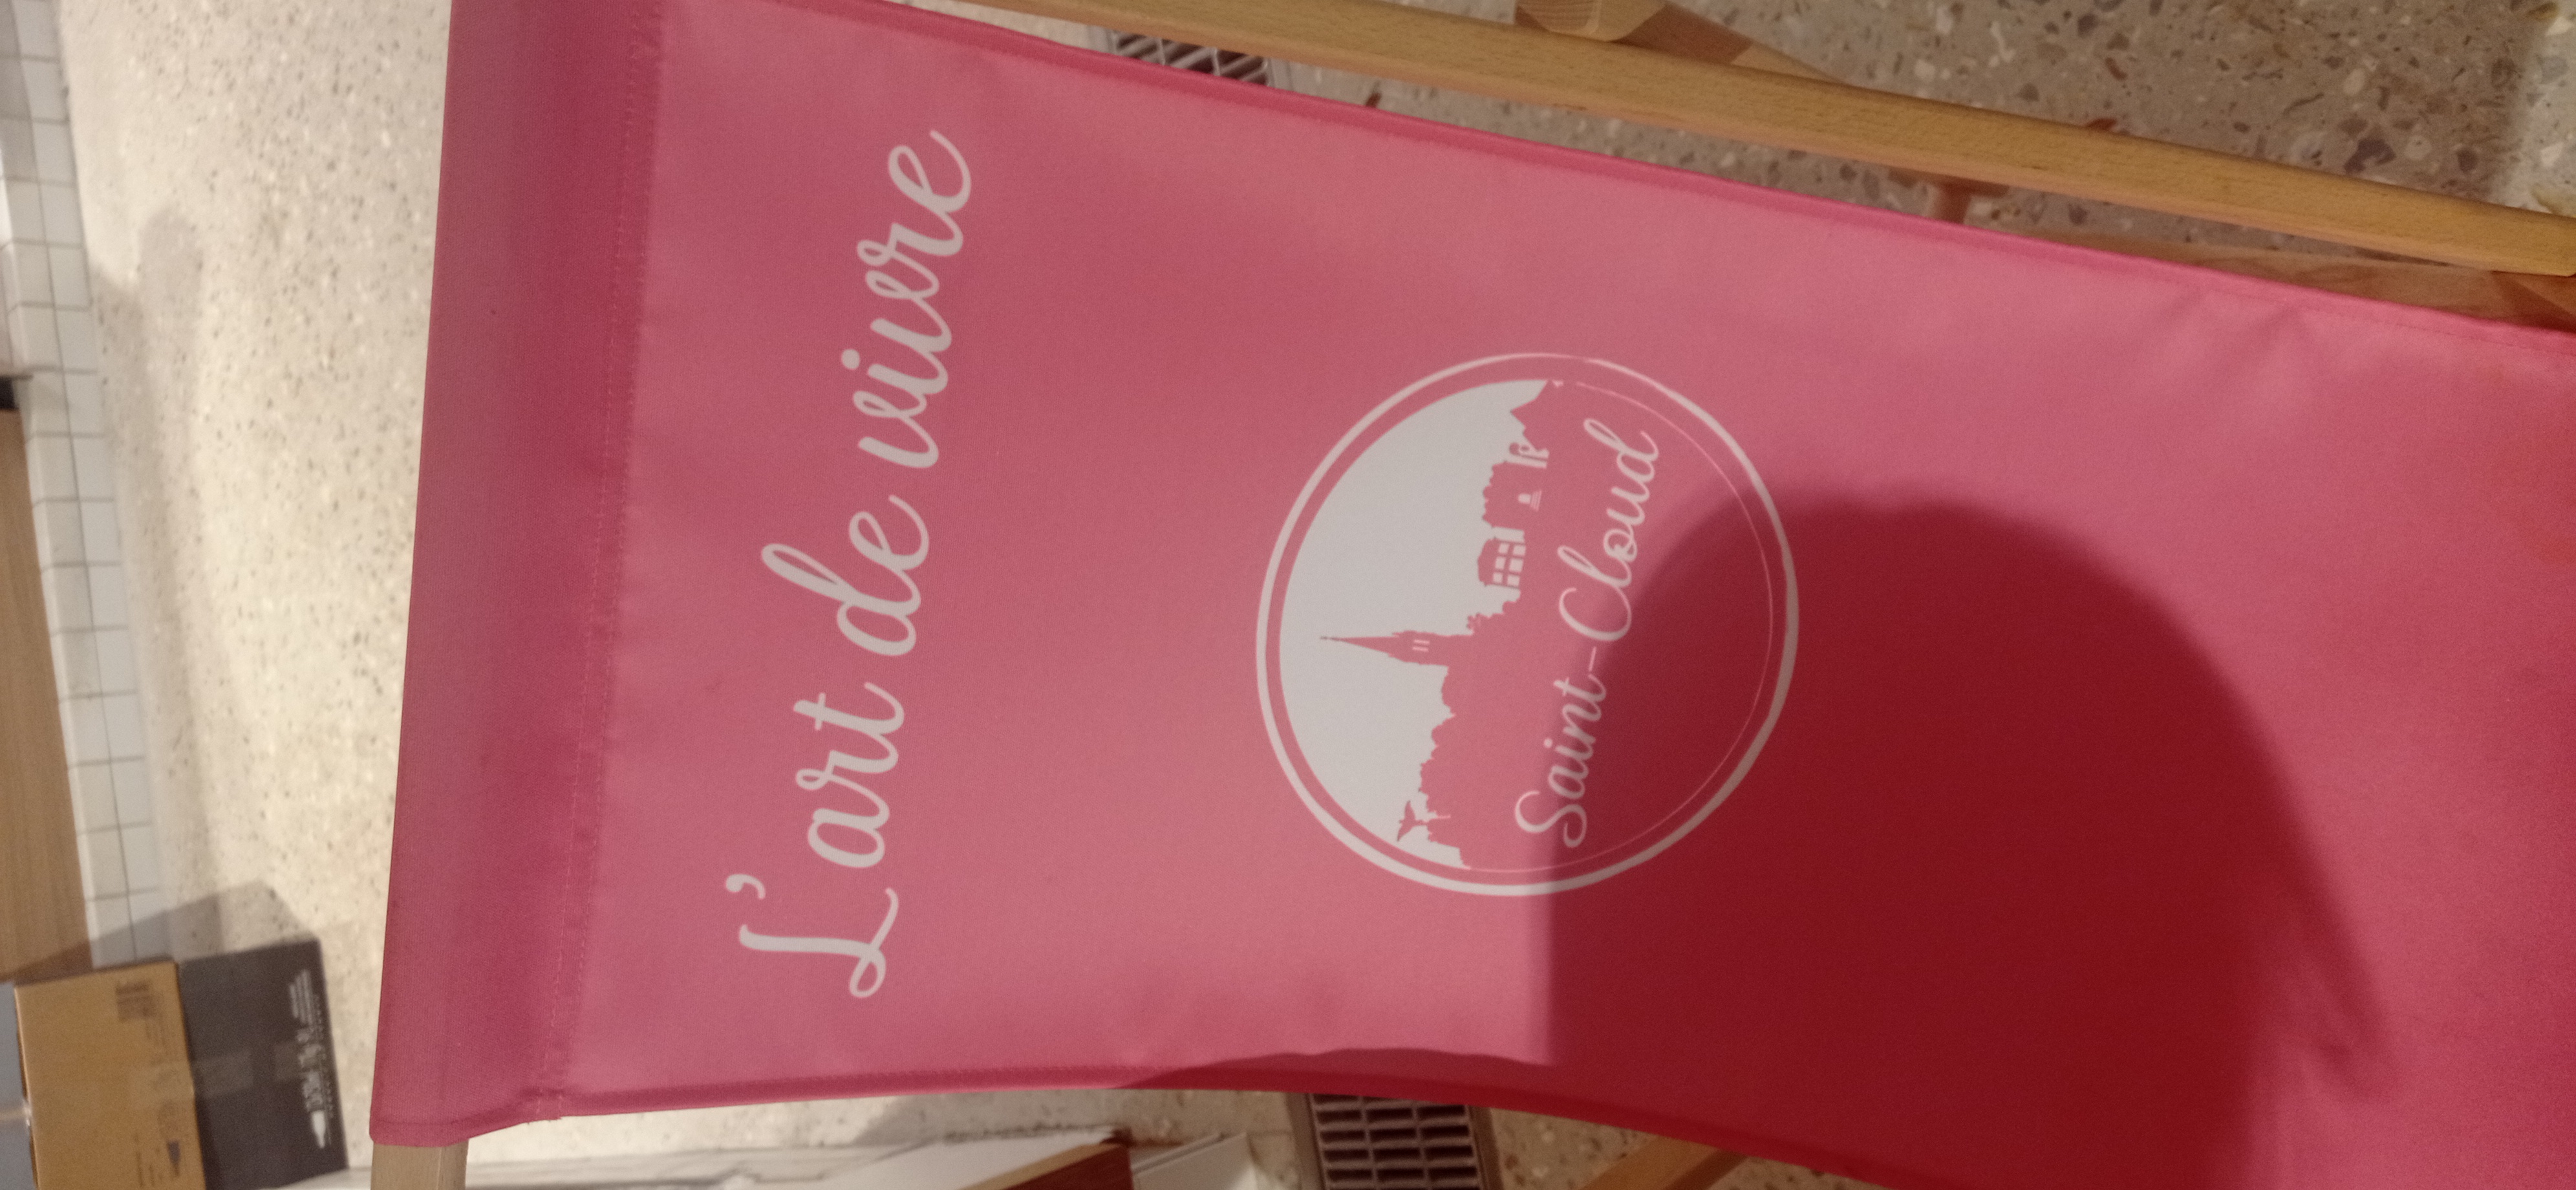 L'art de vivre
Saint-Cloud